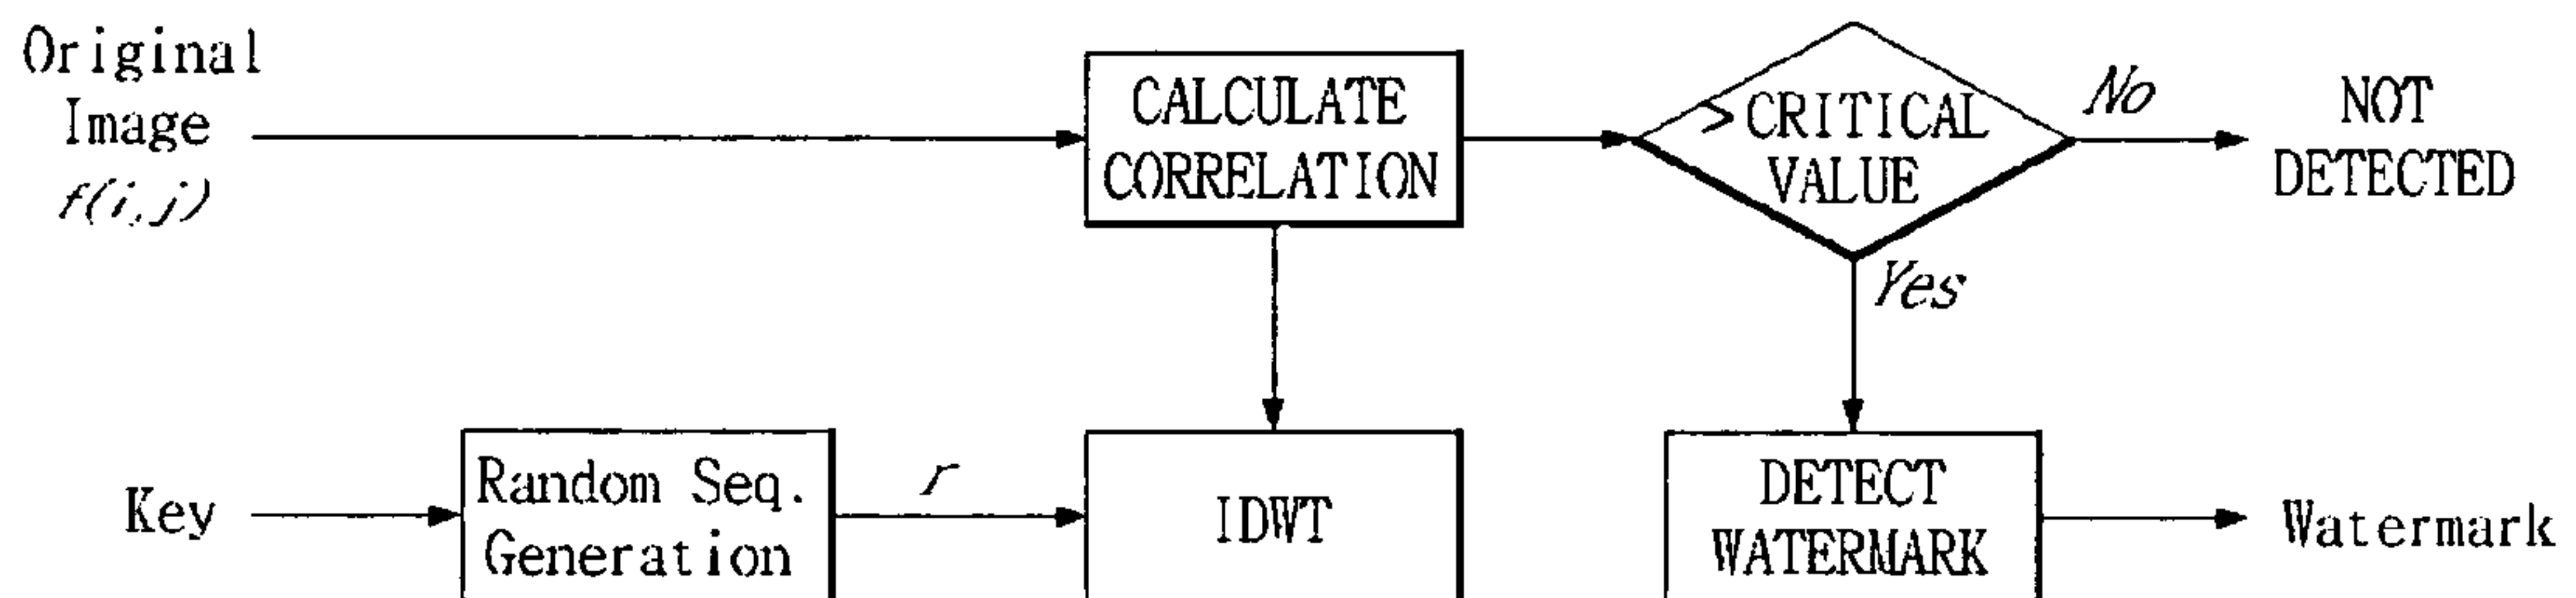 Original
Image
f(i,j)
CALCULATE
CORRELATION
>CRITICAL
VALUE
No
NOT
DETECTED
Yes
Key
Random Seq.
Generation
r
IDWT
DETECT
WATERMARK
Watermark